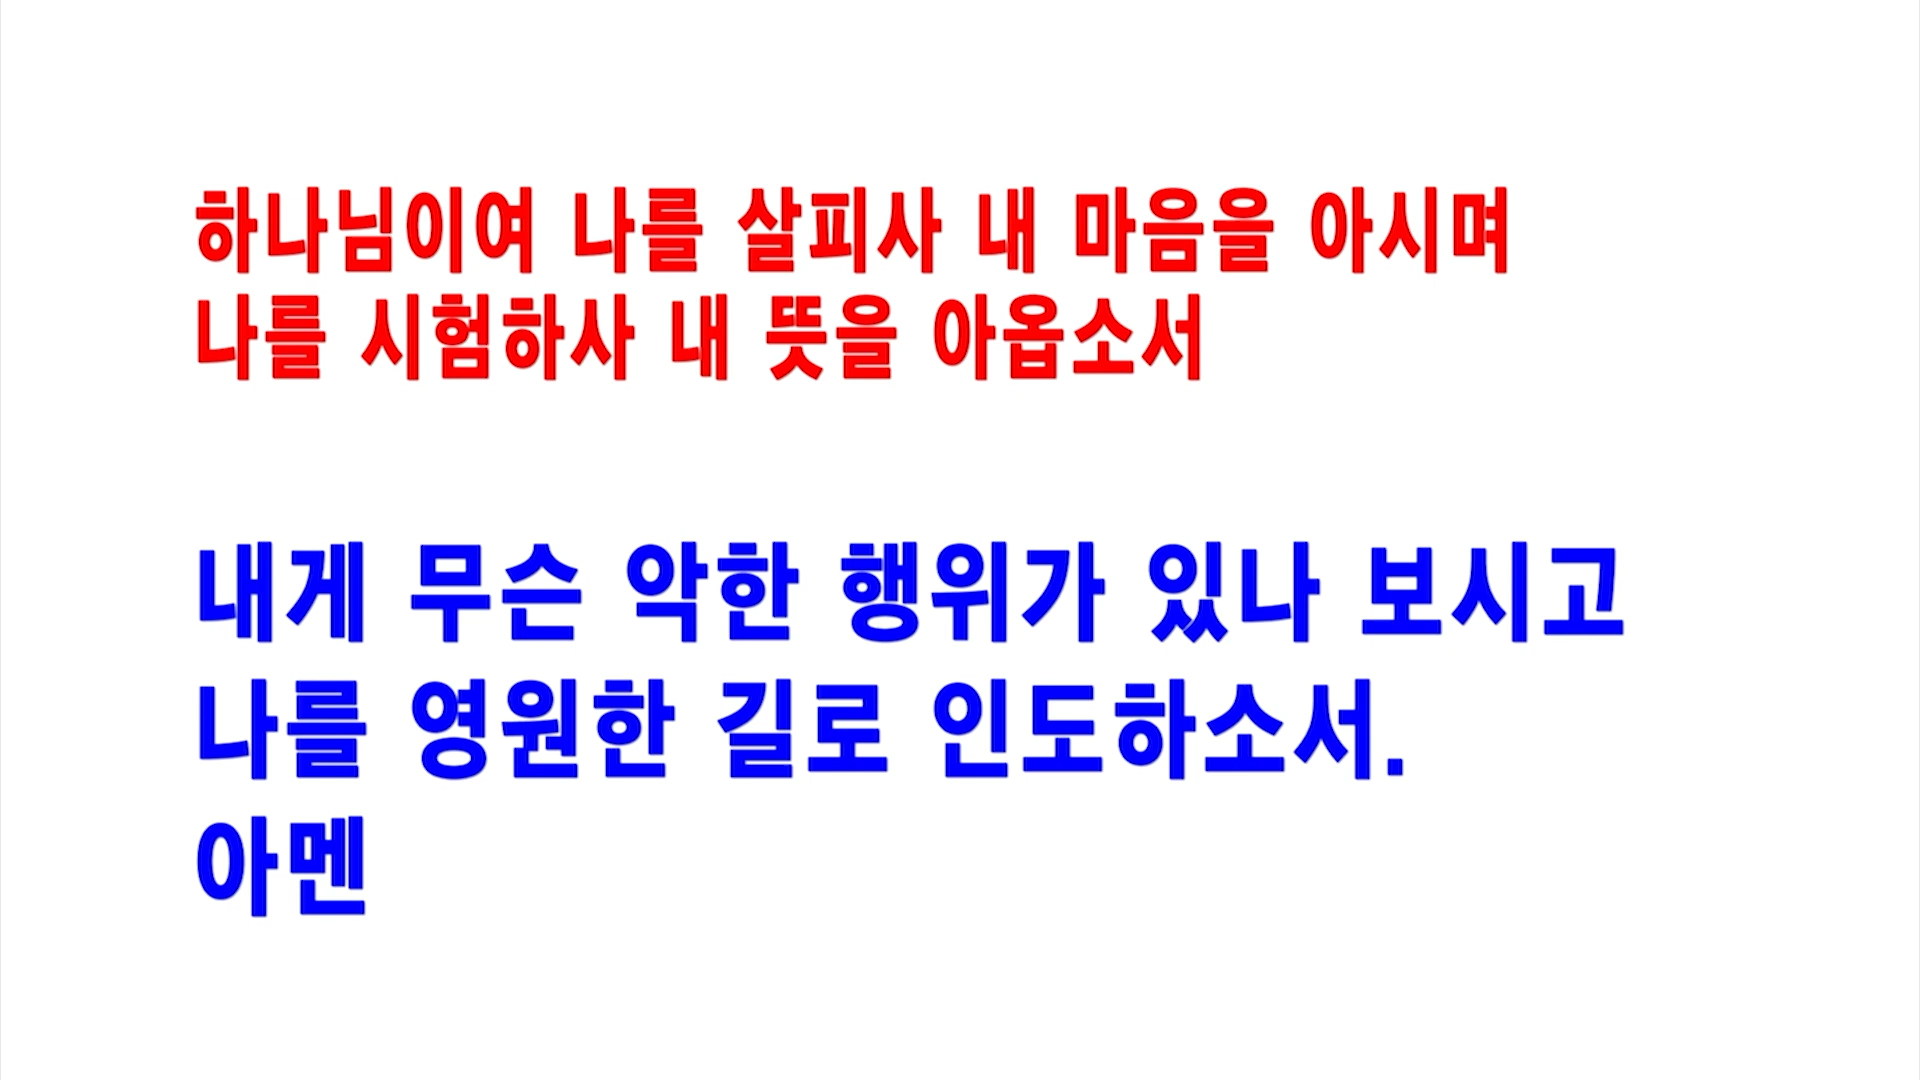 하나님이여 나를 살피사 내 마음을 아시며
나를 시험하사 내 뜻을 아옵소서
내게 무슨 악한 행위가 있나 보시고
나를 영원한 길로 인도하소서.
아멘